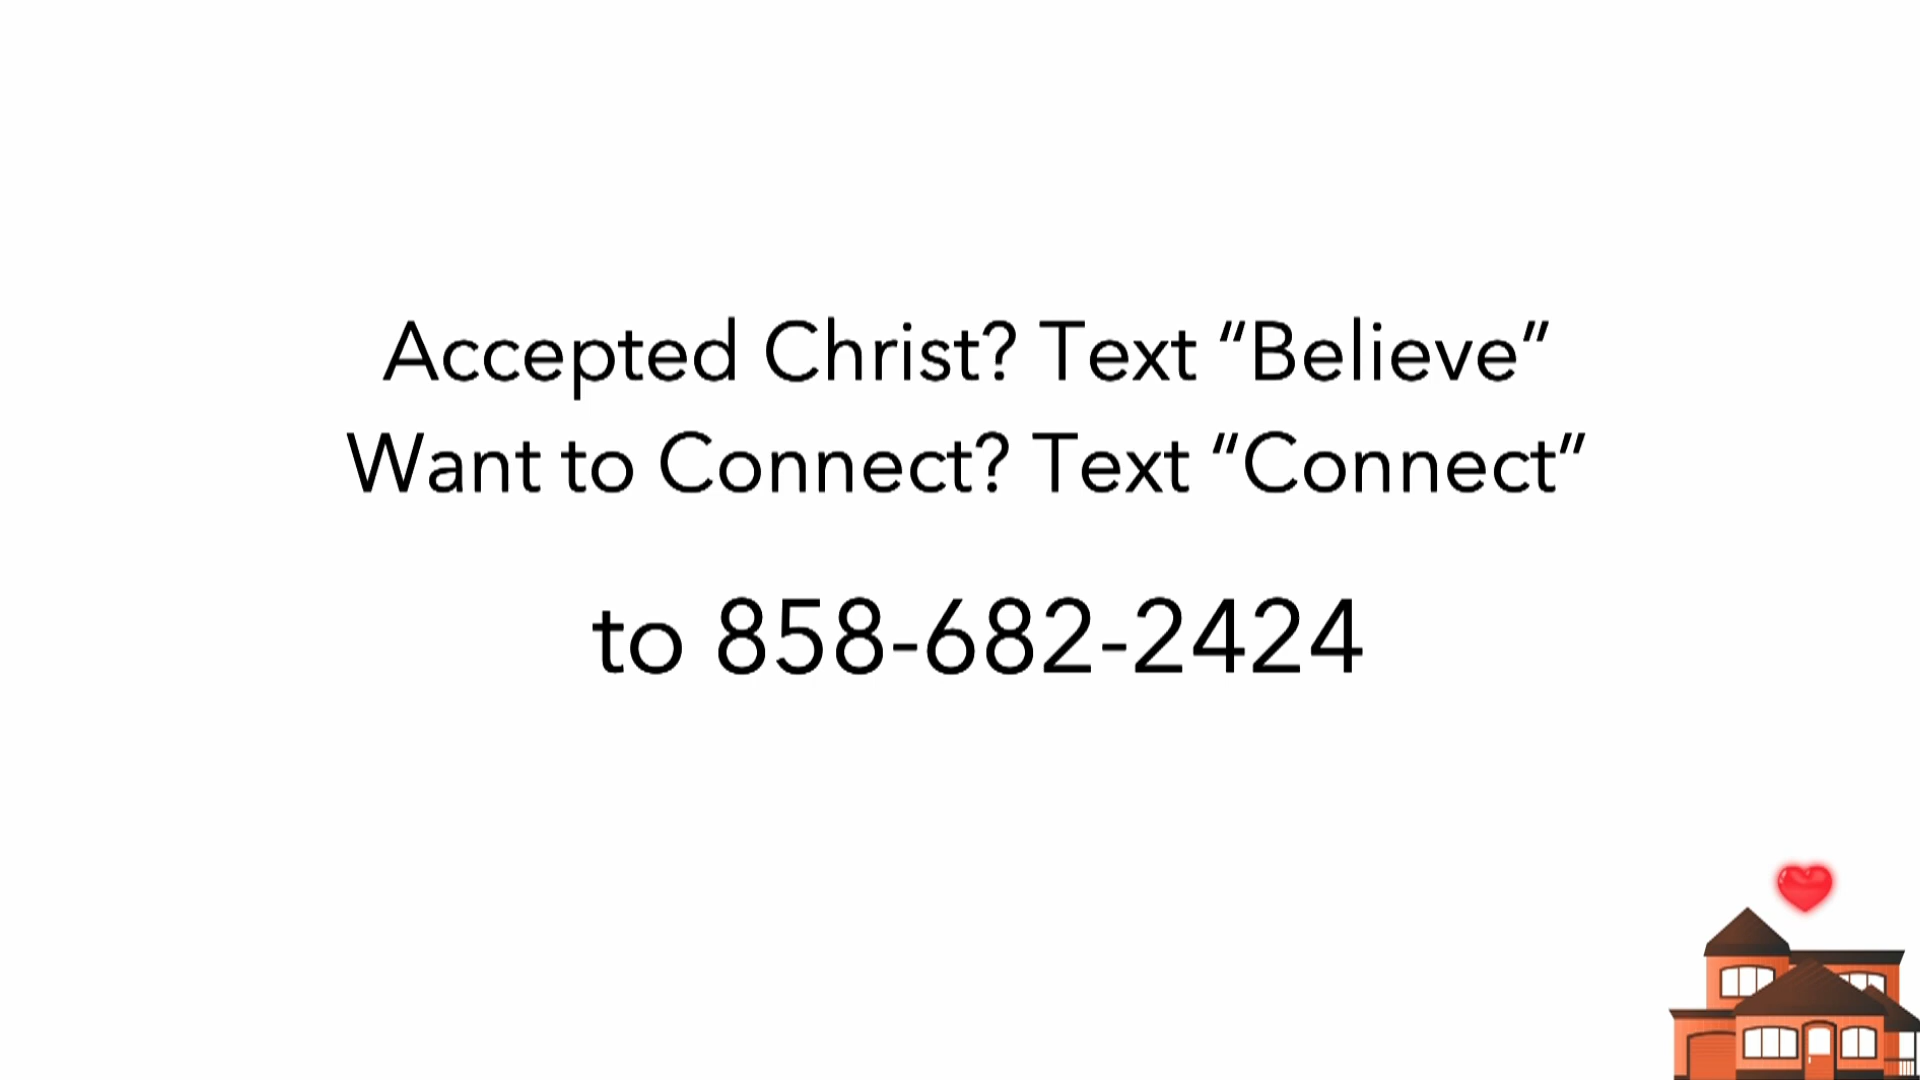 Accepted Christ? Text “Believe”
Want to Connect? Text “Connect”
to 858-682-2424